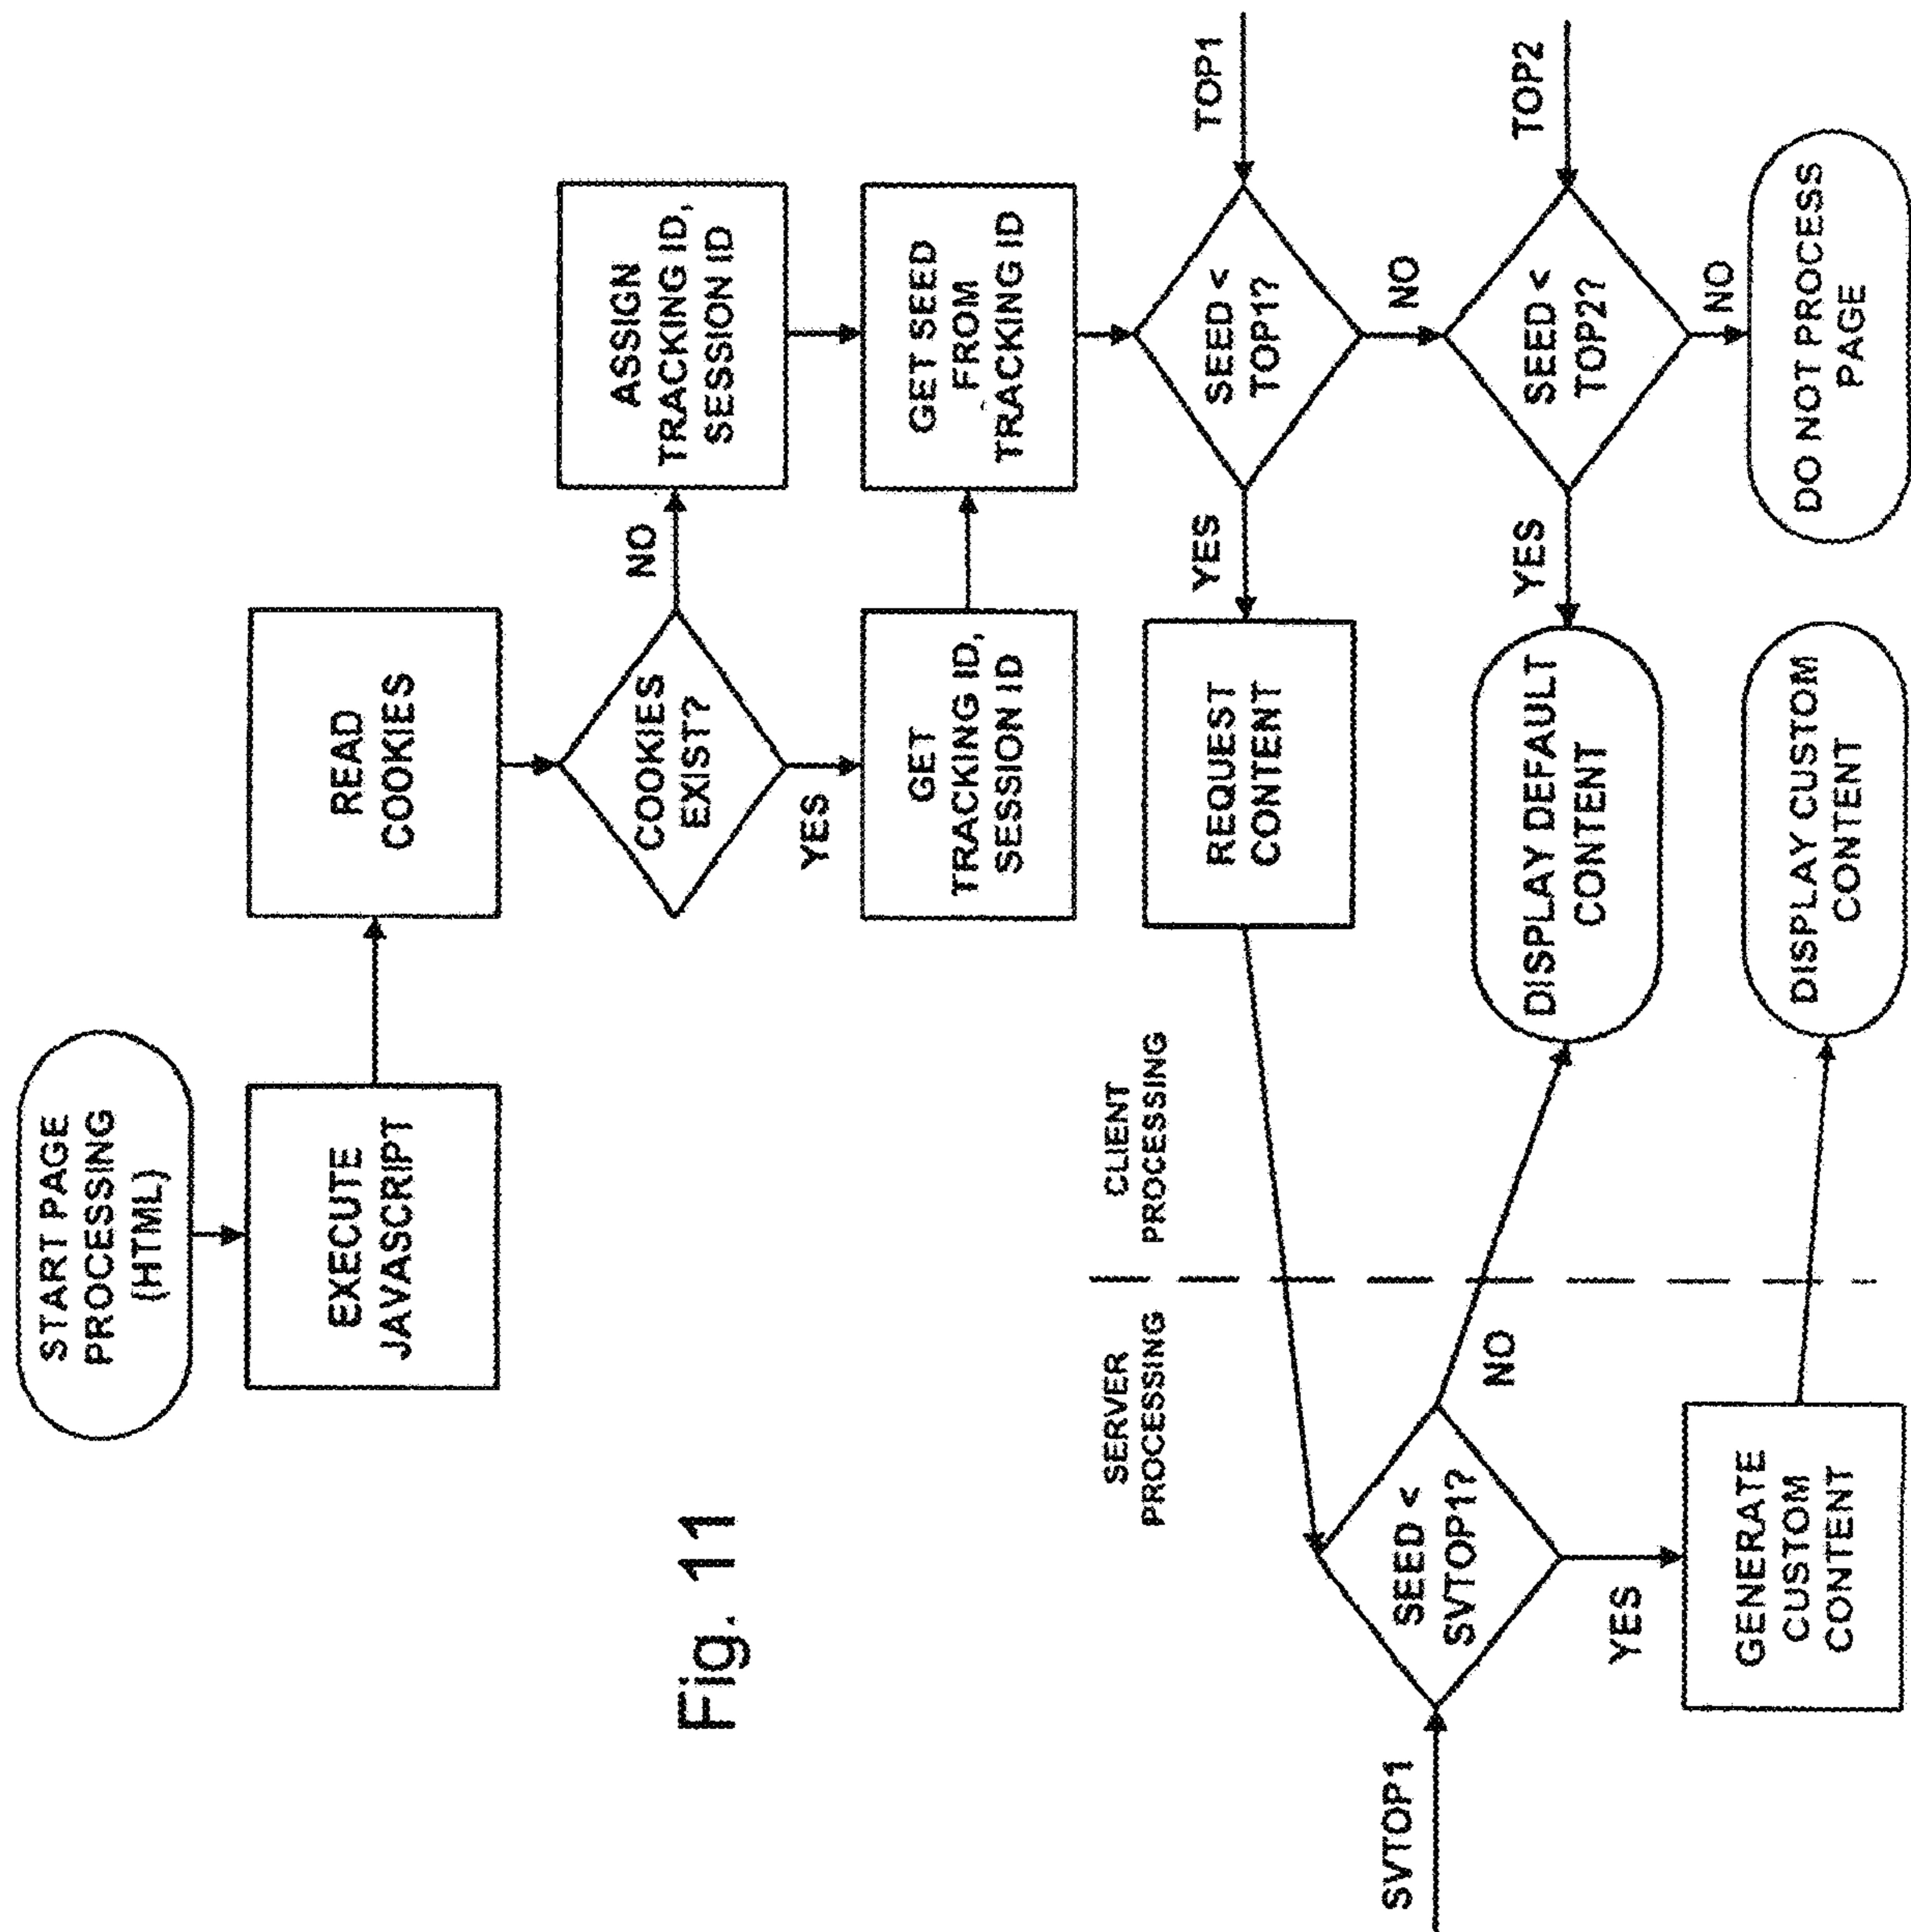 START PAGE
PROCESSING
(HTML)
EXECUTE
JAVASCRIPT
READ
COOKIES
COOKIES
EXIST?
NO
YES
ASSIGN
TRACKING ID,
SESSION ID
GET
TRACKING ID,
SESSION ID
GET SEED
FROM
TRACKING ID
TOP1
SEED <
TOP1?
YES
NO
REQUEST
CONTENT
TOP2
SEED <
TOP2?
YES
NO
DISPLAY DEFAULT
CONTENT
DO NOT PROCESS
PAGE
CLIENT
PROCESSING
SERVER
PROCESSING
SVTOP1
SEED <
SVTOP1?
NO
YES
GENERATE
CUSTOM
CONTENT
DISPLAY CUSTOM
CONTENT
Fig. 11